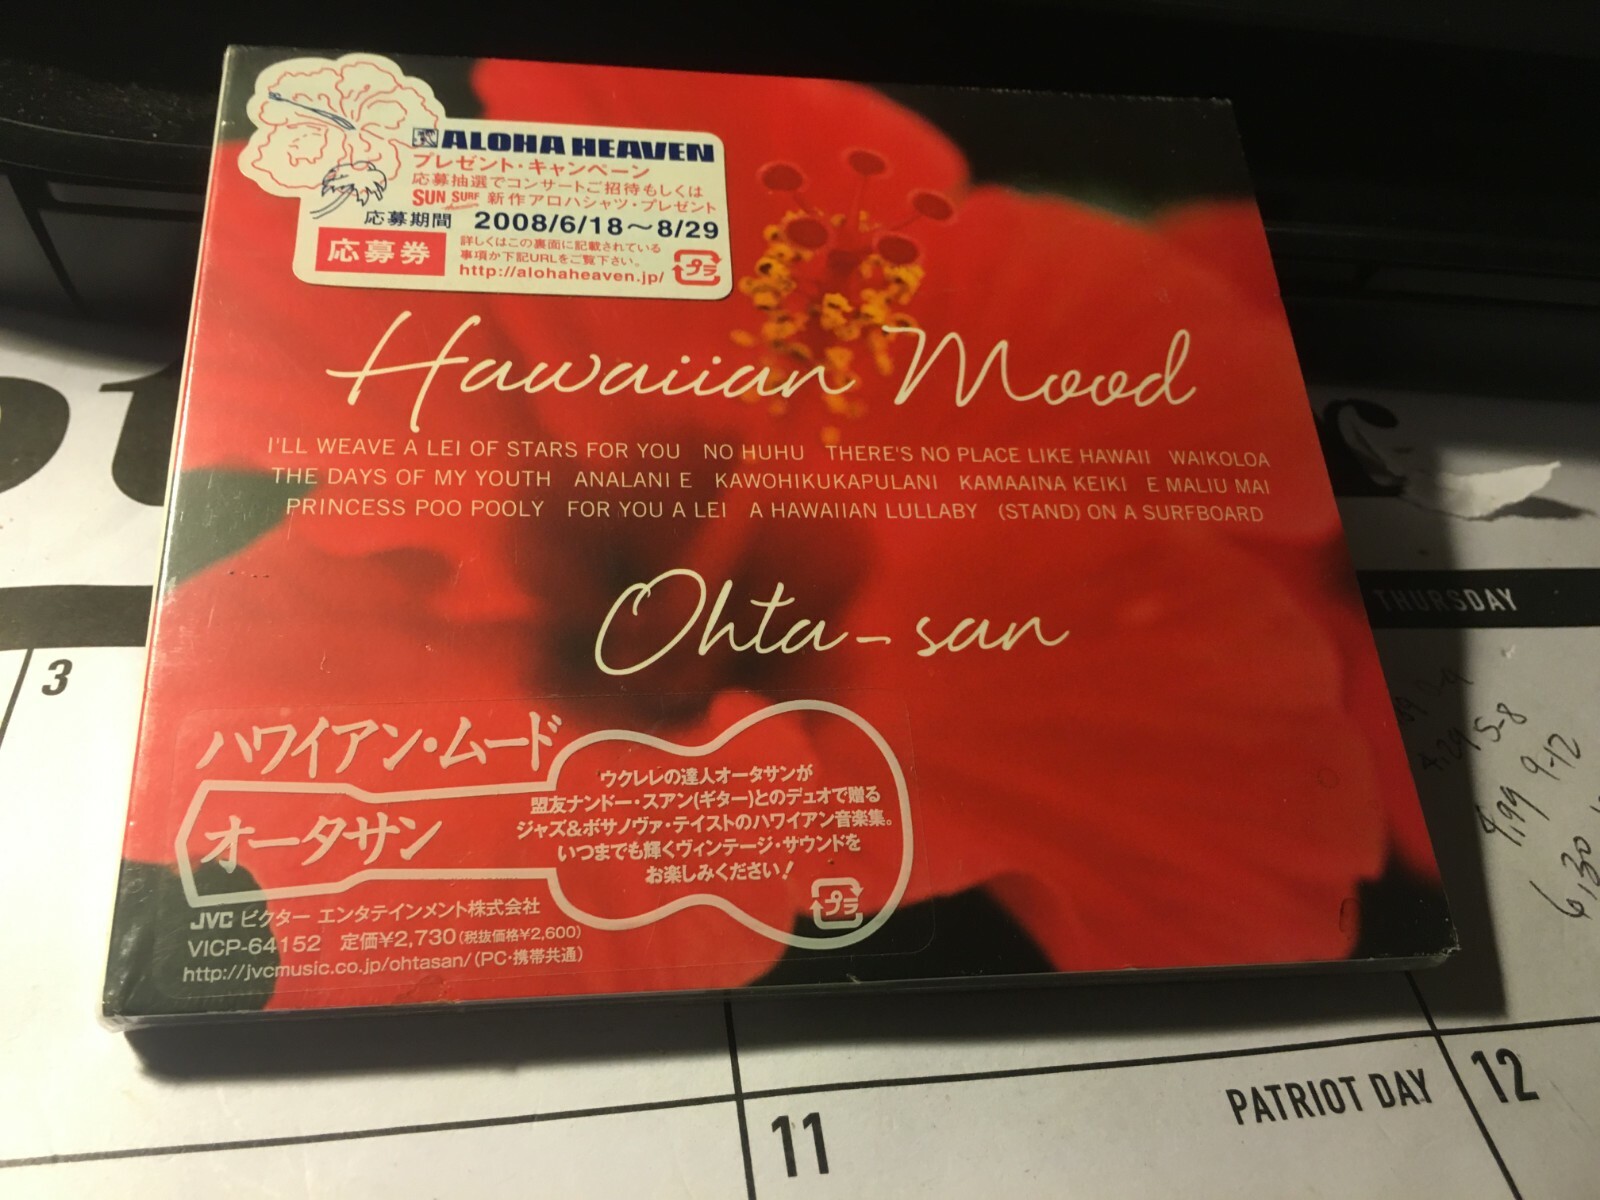 ALOHA HEAVEN
プレゼント・キャンペーン
応募抽選でコンサートご招待もしくは
SUN SURF 新作アロハシャツ・プレゼント
応募期間 2008/6/18〜8/29
応募券
詳しくはこの裏面に記載されている
事項か下記URLをご覧下さい。
http://alohaheaven.jp/
プラ
Hawaiian Mood
I'LL WEAVE A LEI OF STARS FOR YOU NO HUHU THERE'S NO PLACE LIKE HAWAII WAIKOLOA
THE DAYS OF MY YOUTH ANALANI E KAWOHIKUKAPULANI KAMAAINA KEIKI E MALIU MAI
PRINCESS POO POOLY FOR YOU A LEI A HAWAIIAN LULLABY (STAND) ON A SURFBOARD
Ohta-san
ハワイアン・ムード
オータサン
ウクレレの達人オータサンが
盟友ナンドー・スアン(ギター)とのデュオで贈る
ジャズ&ボサノヴァ・テイストのハワイアン音楽集。
いつまでも輝くヴィンテージ・サウンドを
お楽しみください!
プラ
JVC ビクター エンタテインメント株式会社
VICP-64152 定価¥2,730(税抜価格¥2,600)
http://jvcmusic.co.jp/ohtasan/(PC・携帯共通)
THURSDAY
3
5-8
9.99 9-12
6.30
11
PATRIOT DAY
12